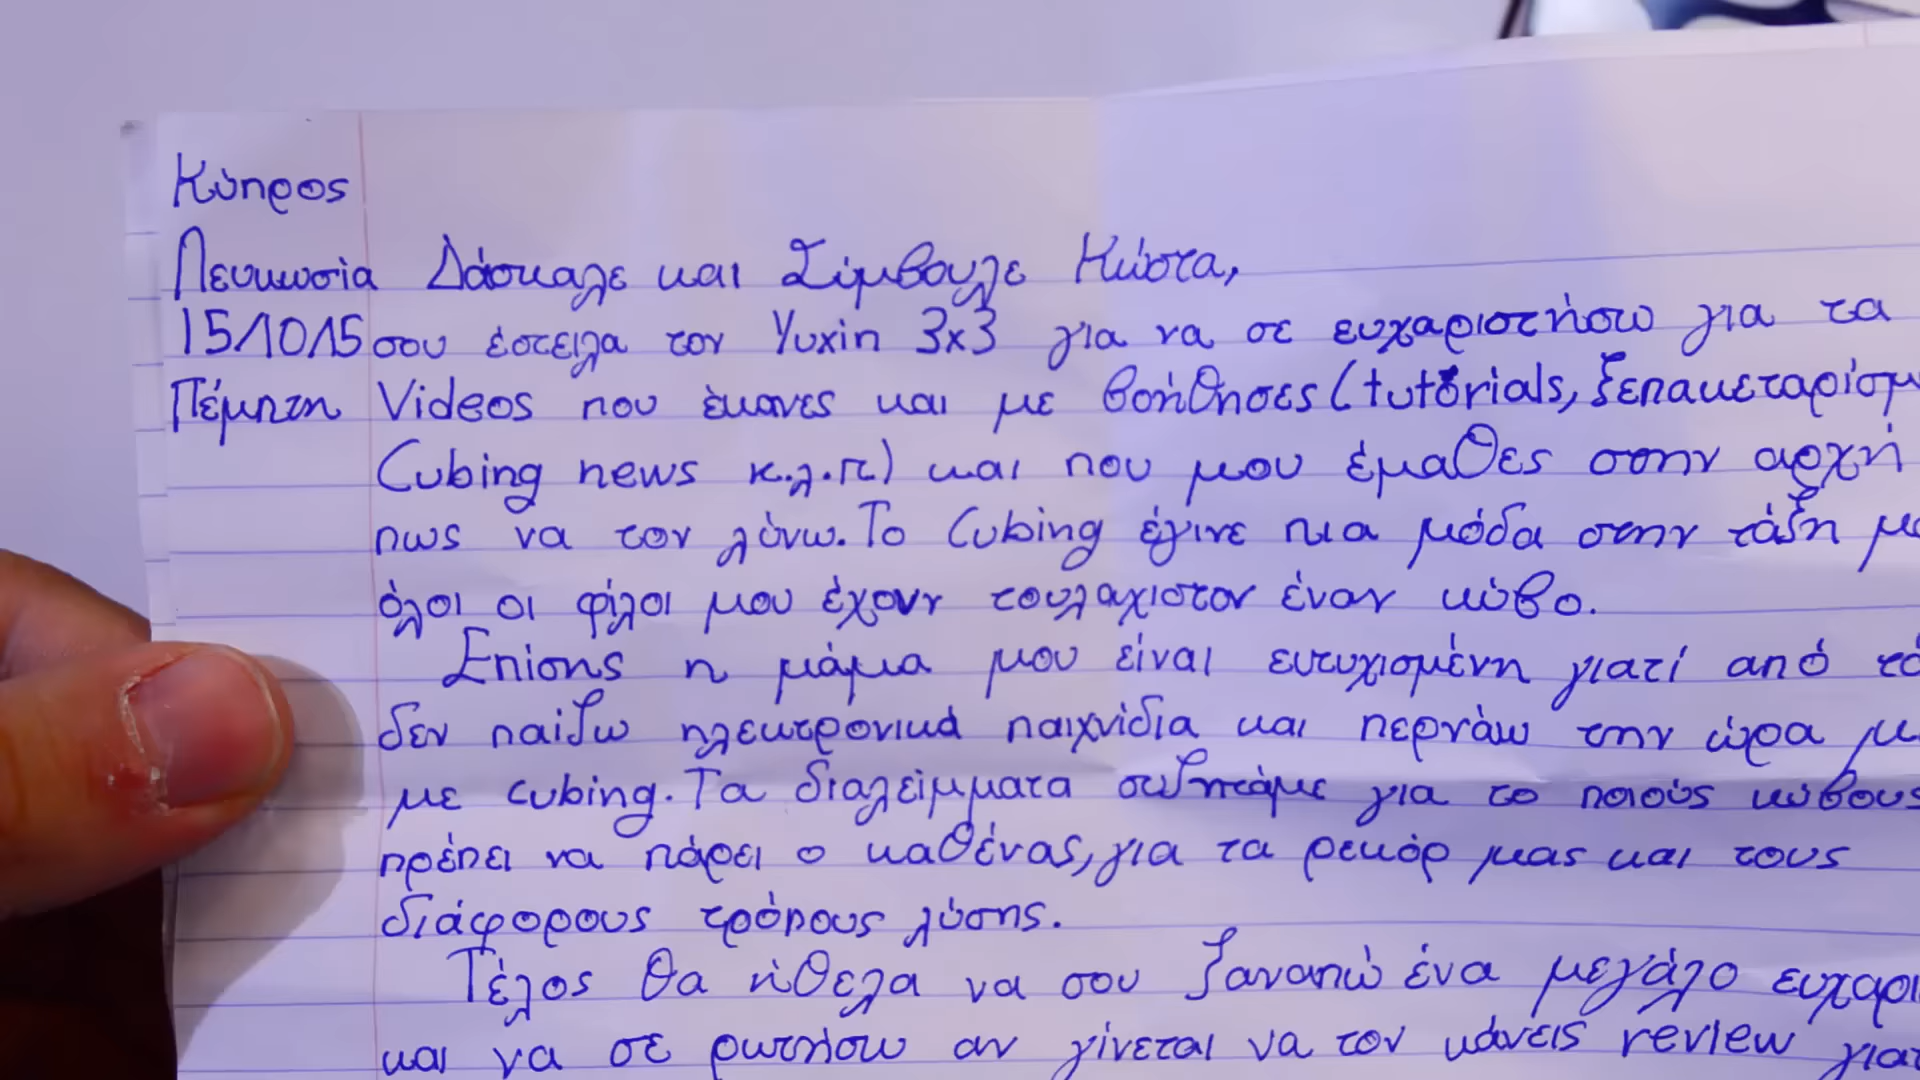 Κύπρος
Λευκωσία Δάσκαλε και Σύμβουλε Κώστα,
15/10/15 σου έστειλα τον Yuxin 3x3 για να σε ευχαριστήσω για τα
Πέμπτη Videos που έκανες και με βοήθησες (tutorials, ξεπακεταρίσμ
Cubing news κ.λ.π) και που μου έμαθες στην αρχή
πως να τον λύνω. Το Cubing έγινε πια μόδα στην τάξη μο
όλοι οι φίλοι μου έχουν τουλαχιστον έναν κύβο.
Επίσης η μάμα μου είναι ευτυχισμένη γιατί από τό
δεν παίζω ηλεκτρονικά παιχνίδια και περνάω την ώρα μ
με cubing. Τα διαλείμματα συζητάμε για το ποιούς κύβους
πρέπει να πάρει ο καθένας, για τα ρεκόρ μας και τους
διάφορους τρόπους λύσης.
Τέλος θα ήθελα να σου ξαναπώ ένα μεγάλο ευχαρι
και να σε ρωτήσω αν γίνεται να τον κάνεις review γιατ